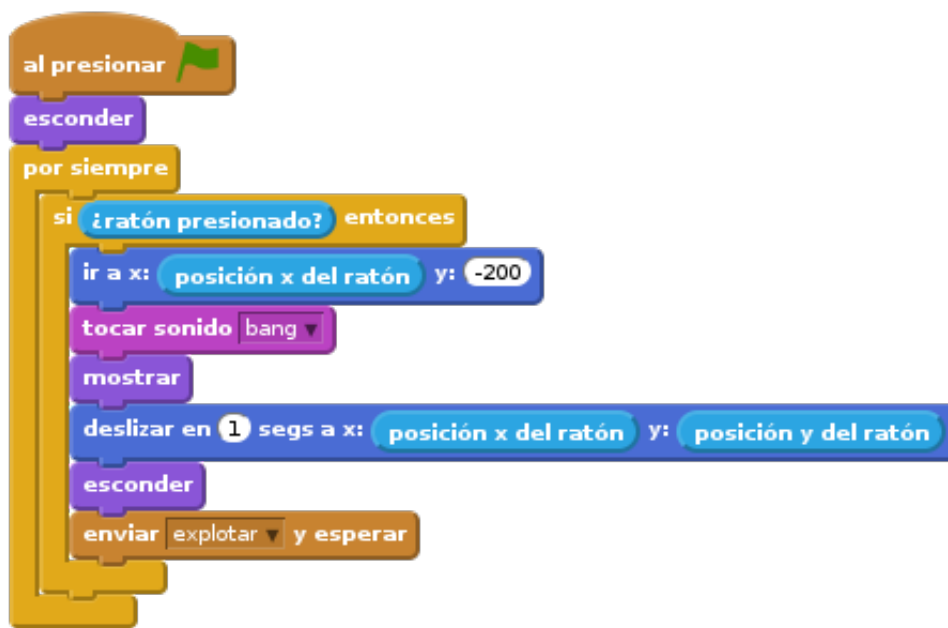 al presionar
esconder
por siempre
si ¿ratón presionado? entonces
ir a x: posición x del ratón y: -200
tocar sonido bang
mostrar
deslizar en 1 segs a x: posición x del ratón y: posición y del ratón
esconder
enviar explotar y esperar